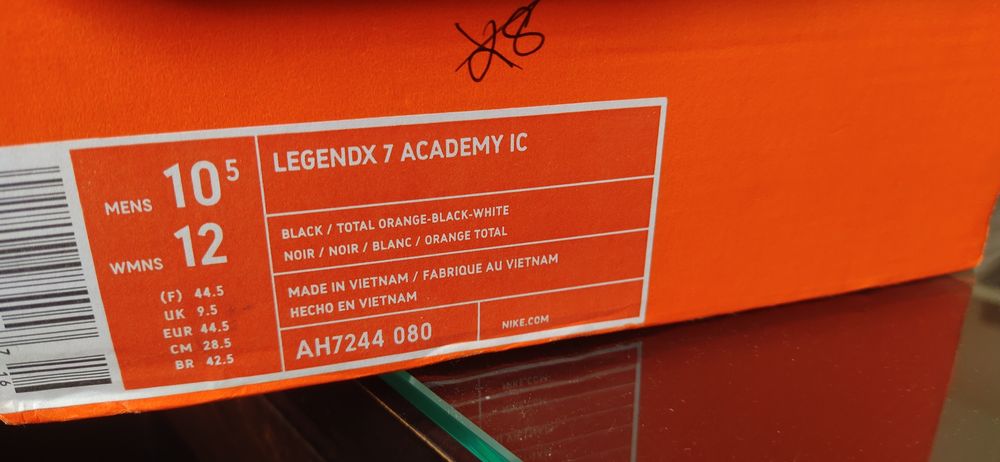 MENS 10⁵
WMNS 12
(F) 44.5
UK 9.5
EUR 44.5
CM 28.5
BR 42.5
LEGENDX 7 ACADEMY IC
BLACK / TOTAL ORANGE-BLACK-WHITE
NOIR / NOIR / BLANC / ORANGE TOTAL
MADE IN VIETNAM / FABRIQUE AU VIETNAM
HECHO EN VIETNAM
AH7244 080
NIKE.COM